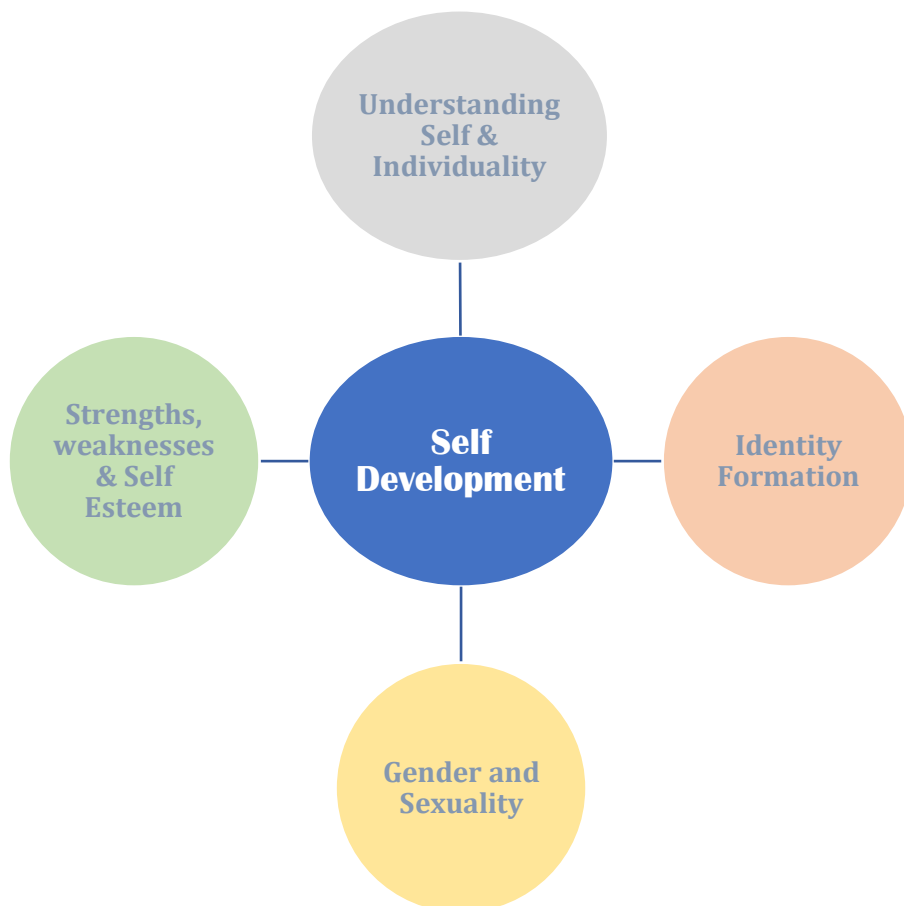 Understanding
Self &
Individuality
Strengths,
weaknesses
& Self
Esteem
Self
Development
Identity
Formation
Gender and
Sexuality